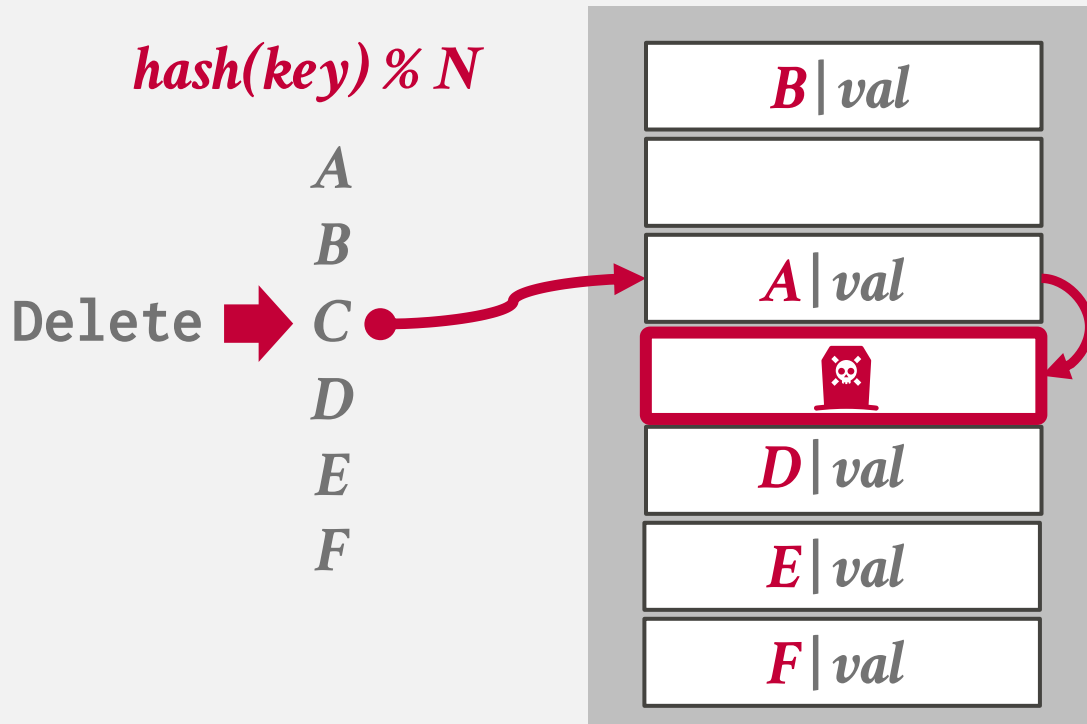 hash(key) % N
A
B
Delete C
D
E
F
B|val
A|val
D|val
E|val
F|val